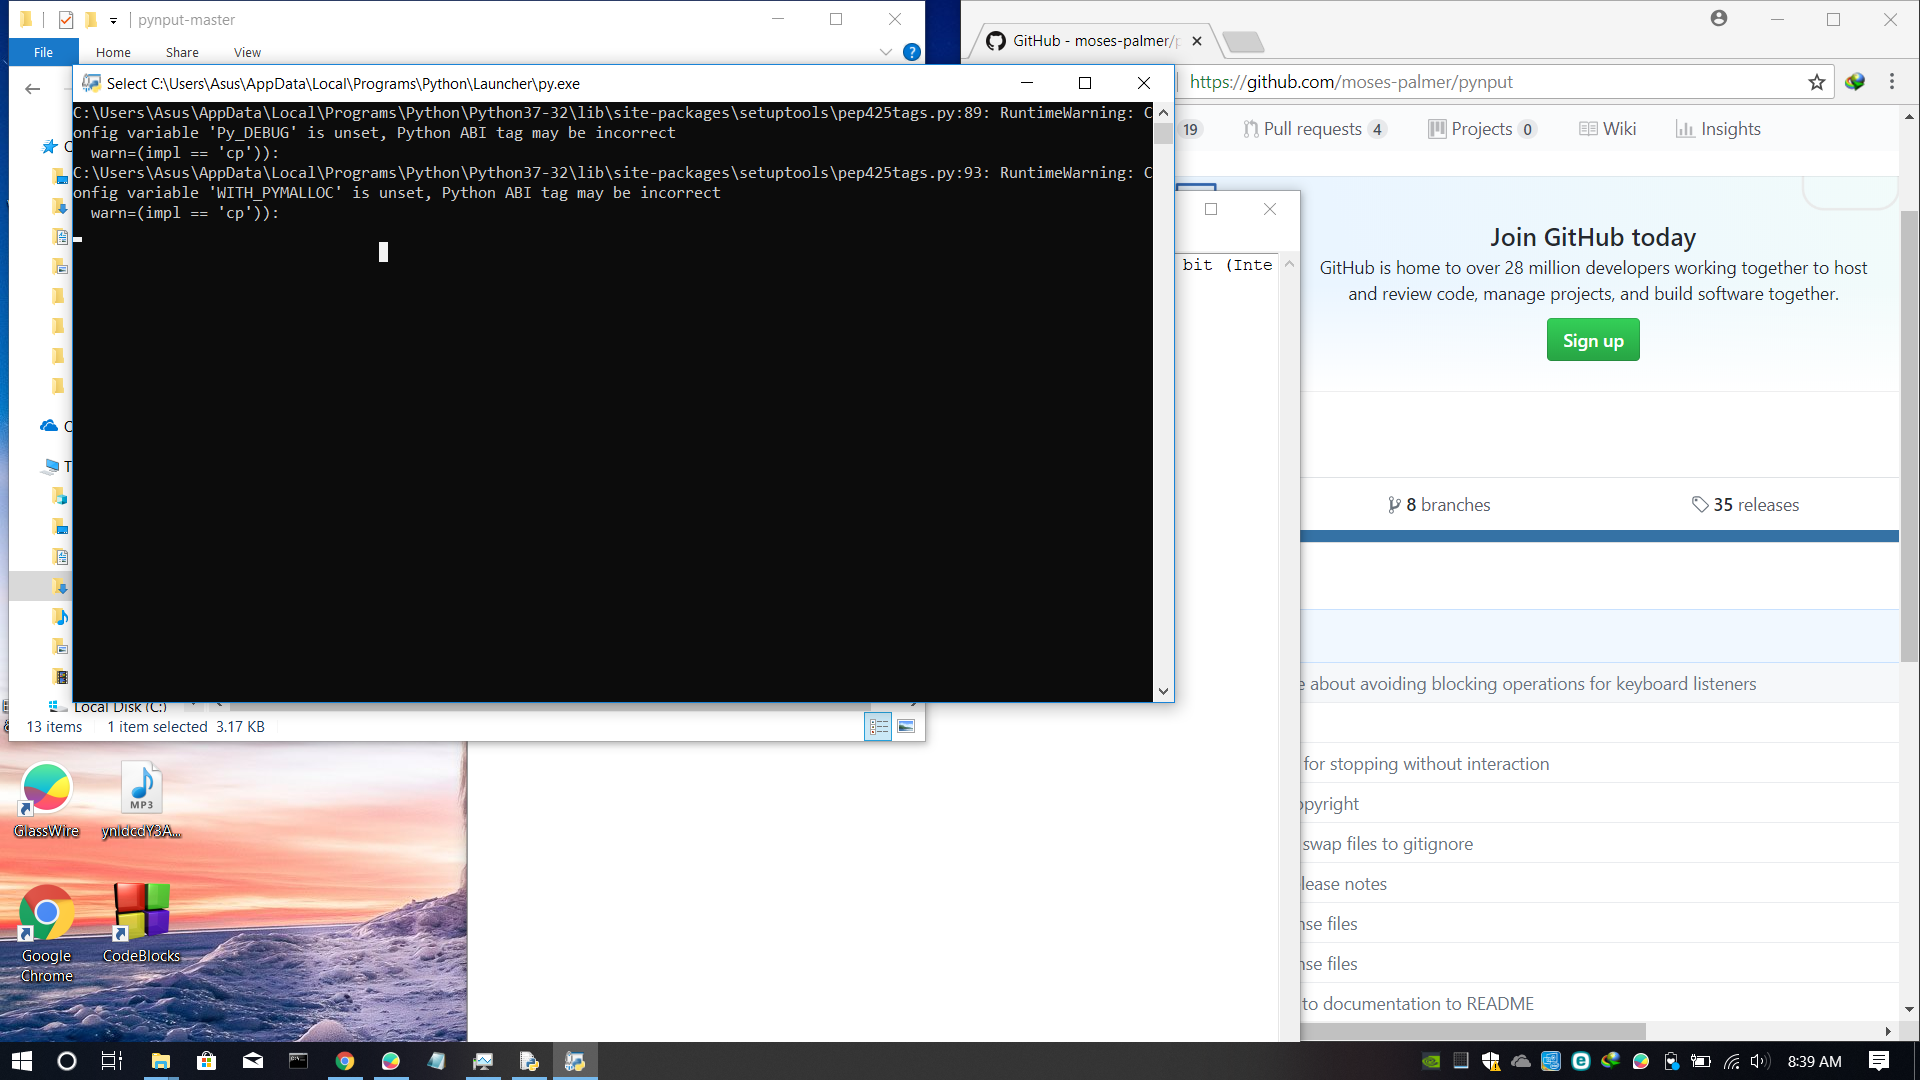 pynput-master
File Home Share View
Select C:\Users\Asus\AppData\Local\Programs\Python\Launcher\py.exe
C:\Users\Asus\AppData\Local\Programs\Python\Python37-32\lib\site-packages\setuptools\pep425tags.py:89: RuntimeWarning: C
onfig variable 'Py_DEBUG' is unset, Python ABI tag may be incorrect
warn=(impl == 'cp')):
C:\Users\Asus\AppData\Local\Programs\Python\Python37-32\lib\site-packages\setuptools\pep425tags.py:93: RuntimeWarning: C
onfig variable 'WITH_PYMALLOC' is unset, Python ABI tag may be incorrect
warn=(impl == 'cp')):
Local Disk (C:)
13 items 1 item selected 3.17 KB
GitHub - moses-palmer/p
https://github.com/moses-palmer/pynput
19 Pull requests 4 Projects 0 Wiki Insights
bit (Inte
Join GitHub today
GitHub is home to over 28 million developers working together to host
and review code, manage projects, and build software together.
Sign up
8 branches 35 releases
e about avoiding blocking operations for keyboard listeners
for stopping without interaction
opyright
swap files to gitignore
lease notes
nse files
nse files
to documentation to README
GlassWire
MP3
ynIdcdY3A...
Google
Chrome
CodeBlocks
8:39 AM